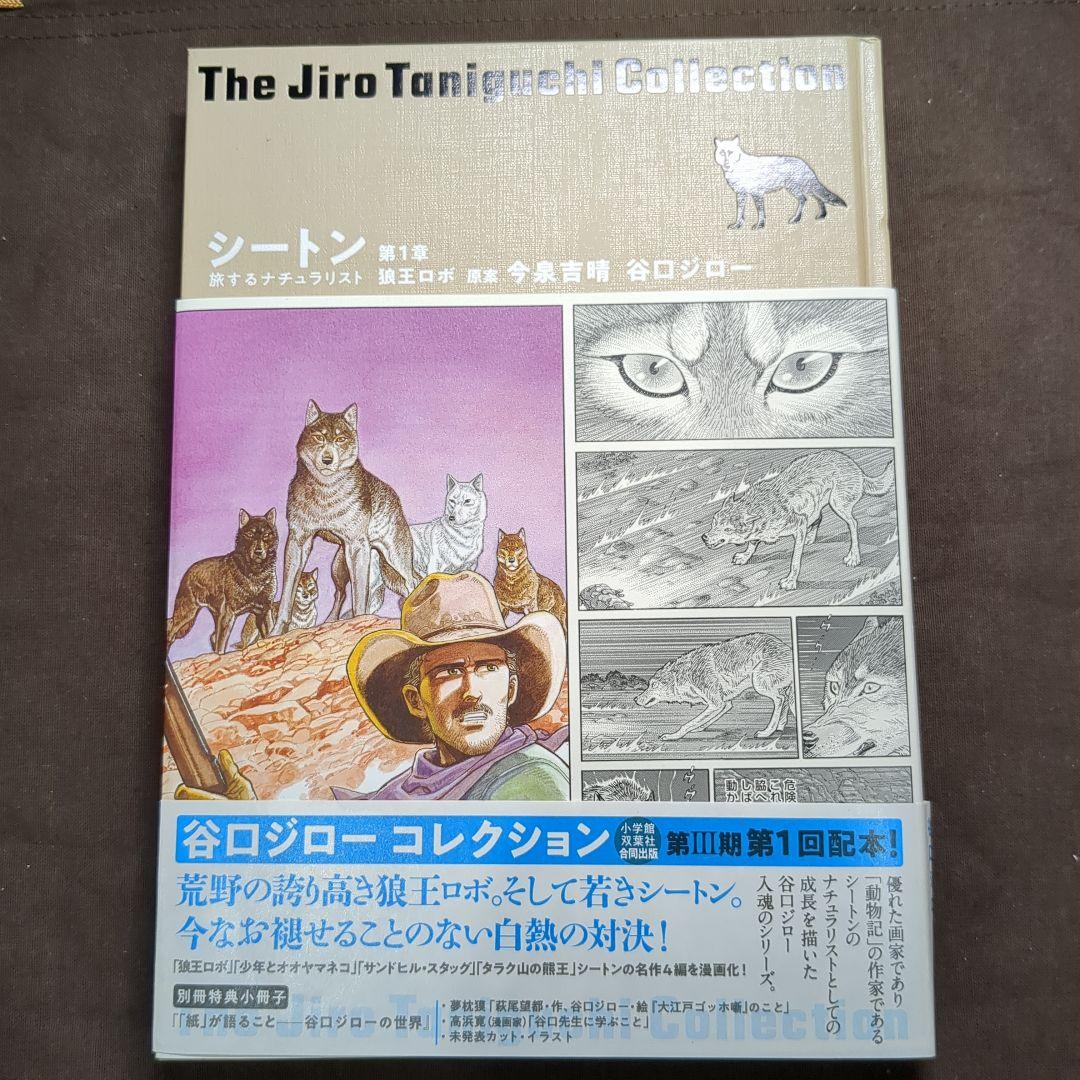 The Jiro Taniguchi Collection
シートン 第1章
旅するナチュラリスト 狼王ロボ 原案 今泉吉晴 谷口ジロー
危険
これ
脇へ
しば
動か
谷口ジロー コレクション
小学館
双葉社
合同出版
第III期 第1回配本!
荒野の誇り高き狼王ロボ。そして若きシートン。
今なお褪せることのない白熱の対決!
「狼王ロボ」「少年とオオヤマネコ」「サンドヒル・スタッグ」「タラク山の熊王」シートンの名作4編を漫画化!
優れた画家であり
「動物記」の作家である
シートンの
ナチュラリストとしての
成長を描いた
谷口ジロー
入魂のシリーズ。
別冊特典小冊子
『「紙」が語ること――谷口ジローの世界』
・夢枕獏「萩尾望都・作、谷口ジロー・絵『大江戸ゴッホ噺』のこと」
・高浜寛(漫画家)「谷口先生に学ぶこと」
・未発表カット・イラスト
The Jiro Taniguchi Collection